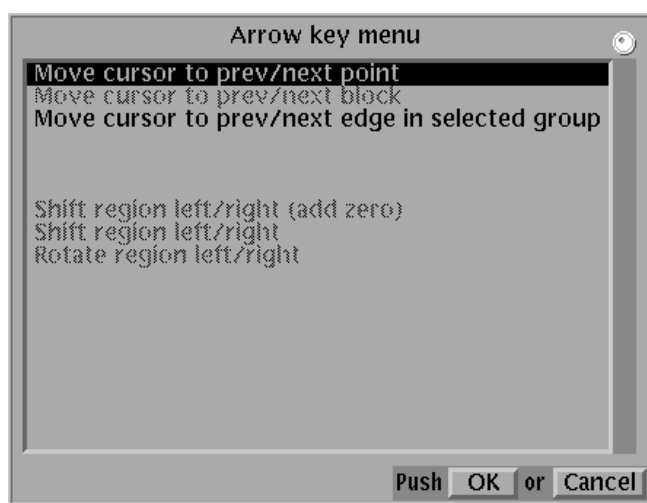 Arrow key menu
Move cursor to prev/next point
Move cursor to prev/next block
Move cursor to prev/next edge in selected group
Shift region left/right (add zero)
Shift region left/right
Rotate region left/right
Push OK or Cancel